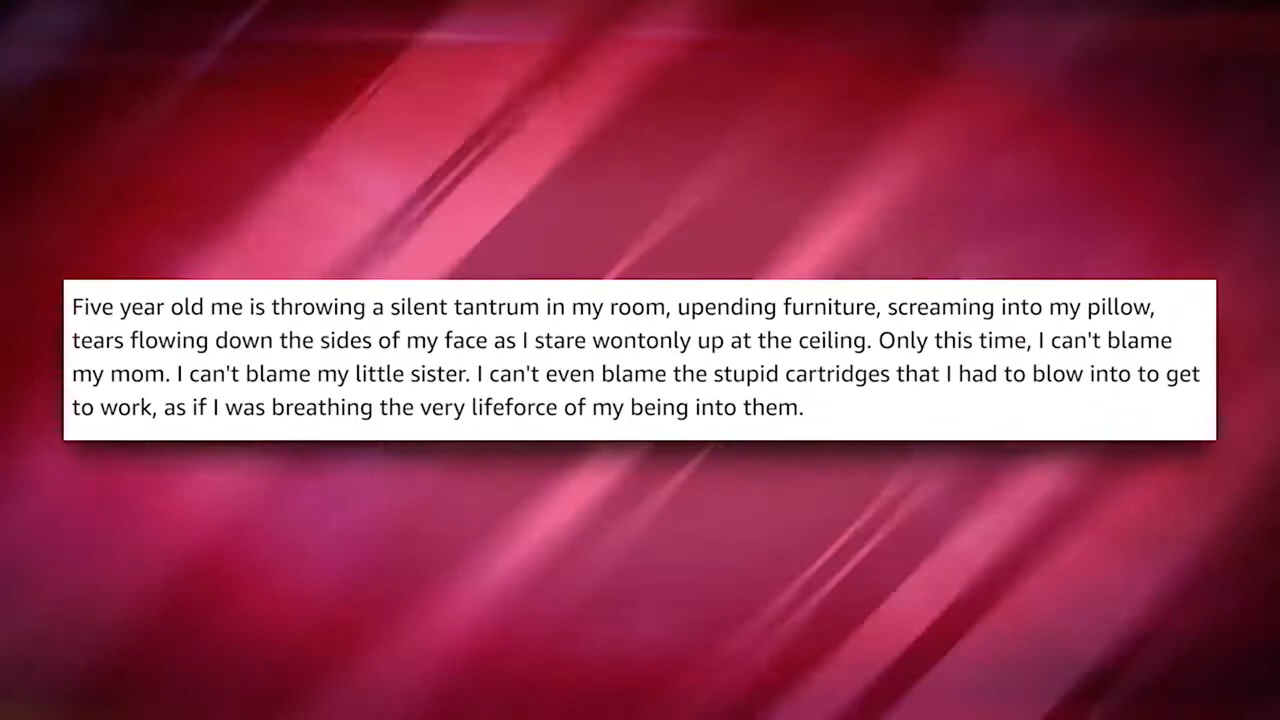 Five year old me is throwing a silent tantrum in my room, upending furniture, screaming into my pillow,
tears flowing down the sides of my face as I stare wontonly up at the ceiling. Only this time, I can't blame
my mom. I can't blame my little sister. I can't even blame the stupid cartridges that I had to blow into to get
to work, as if I was breathing the very lifeforce of my being into them.